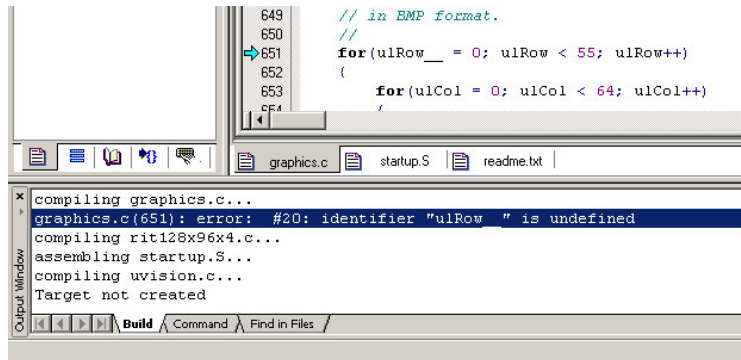 649 // in BMP format.
650 //
651 for(ulRow__ = 0; ulRow < 55; ulRow++)
652 {
653 for(ulCol = 0; ulCol < 64; ulCol++)
654 {
graphics.c startup.S readme.txt
compiling graphics.c...
graphics.c(651): error: #20: identifier "ulRow__" is undefined
compiling rit128x96x4.c...
assembling startup.S...
compiling uvision.c...
Target not created
Output Window
Build Command Find in Files